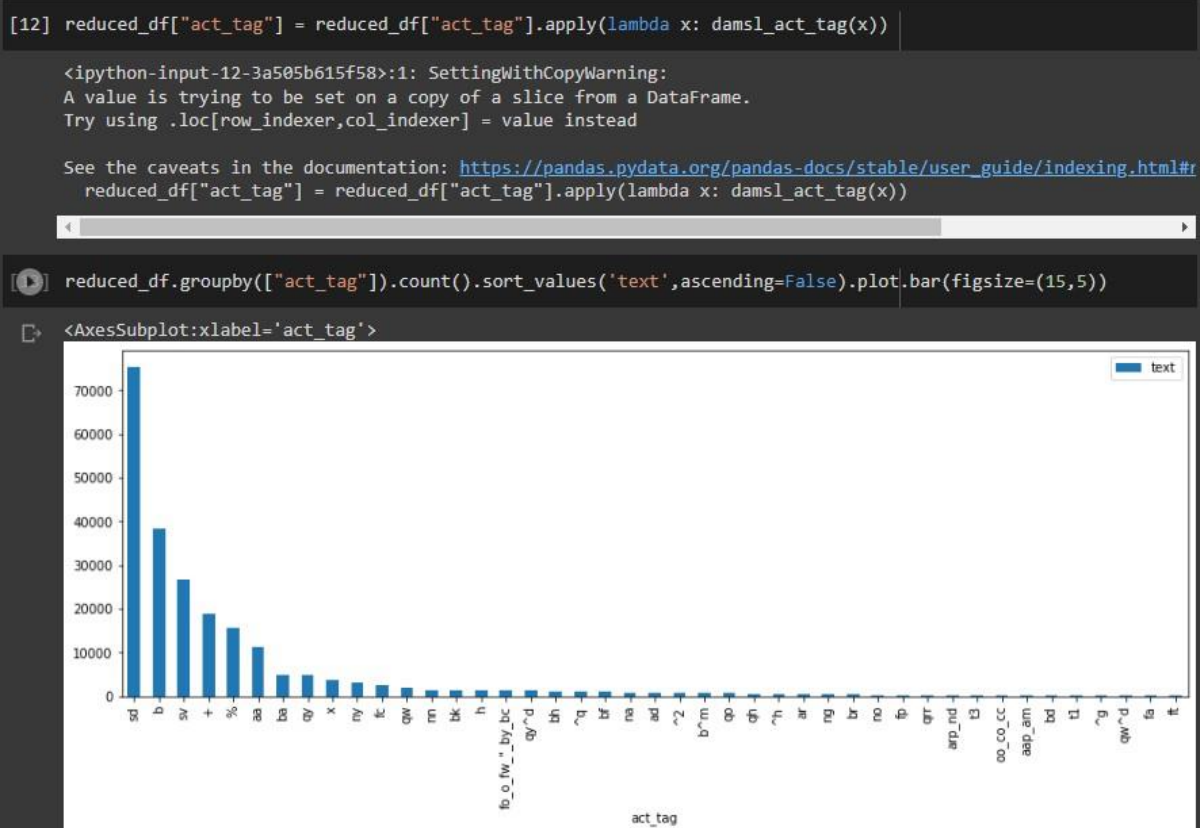 [12] reduced_df["act_tag"] = reduced_df["act_tag"].apply(lambda x: damsl_act_tag(x))
<ipython-input-12-3a505b615f58>:1: SettingWithCopyWarning:
A value is trying to be set on a copy of a slice from a DataFrame.
Try using .loc[row_indexer,col_indexer] = value instead
See the caveats in the documentation: https://pandas.pydata.org/pandas-docs/stable/user_guide/indexing.html#r
reduced_df["act_tag"] = reduced_df["act_tag"].apply(lambda x: damsl_act_tag(x))
reduced_df.groupby(["act_tag"]).count().sort_values('text',ascending=False).plot.bar(figsize=(15,5))
<AxesSubplot:xlabel='act_tag'>
text
70000
60000
50000
40000
30000
20000
10000
0
sd
b
sv
+
%
aa
ba
qy
x
ny
fc
qw
nn
bk
h
fo_o_fw_"_by_bc
qy^d
bh
^q
bf
na
ad
^2
b^m
qo
qh
^h
ar
ng
br
no
fp
qrr
arp_nd
t3
oo_co_cc
aap_am
bd
t1
^g
qw^d
fa
ft
act_tag